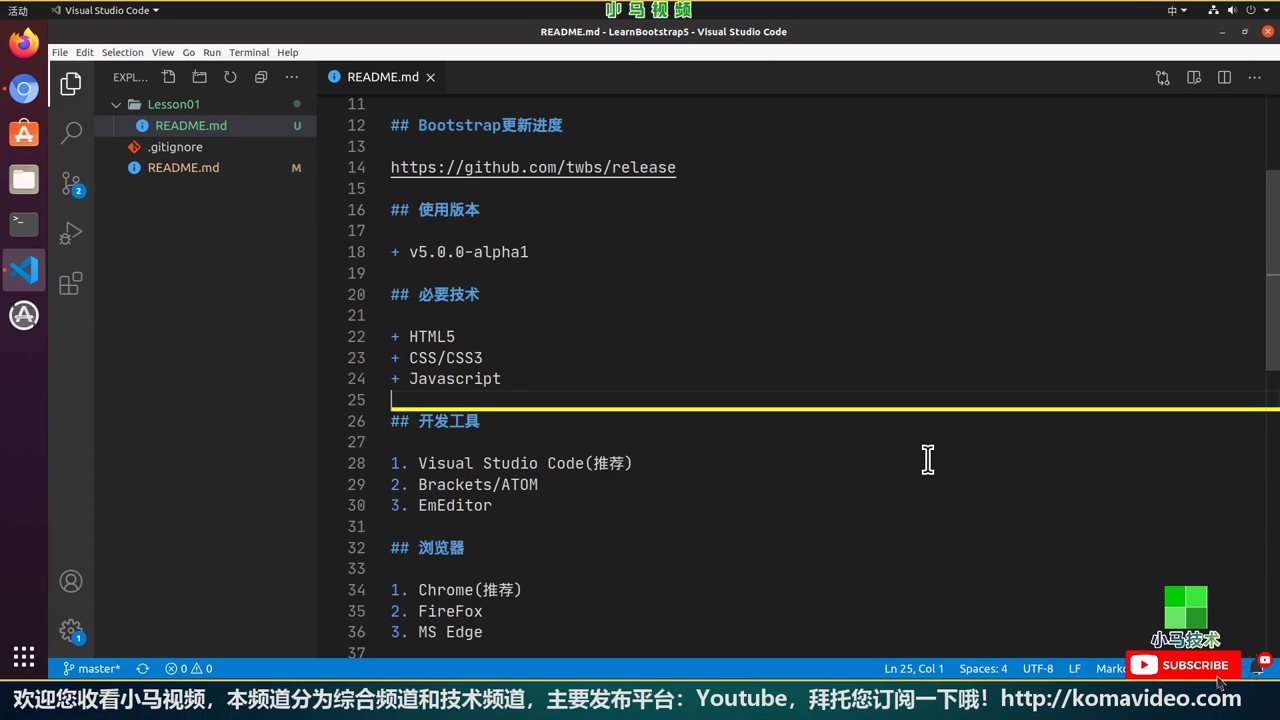 活动
Visual Studio Code
小马视频
中
README.md - LearnBootstrap5 - Visual Studio Code
File Edit Selection View Go Run Terminal Help
EXPL...
README.md
Lesson01
README.md U
.gitignore
README.md M
2
1
11
12 ## Bootstrap更新进度
13
14 https://github.com/twbs/release
15
16 ## 使用版本
17
18 + v5.0.0-alpha1
19
20 ## 必要技术
21
22 + HTML5
23 + CSS/CSS3
24 + Javascript
25
26 ## 开发工具
27
28 1. Visual Studio Code(推荐)
29 2. Brackets/ATOM
30 3. EmEditor
31
32 ## 浏览器
33
34 1. Chrome(推荐)
35 2. FireFox
36 3. MS Edge
37
小马技术
SUBSCRIBE
master* 0 0 Ln 25, Col 1 Spaces: 4 UTF-8 LF
欢迎您收看小马视频，本频道分为综合频道和技术频道，主要发布平台：Youtube，拜托您订阅一下哦！http://komavideo.com